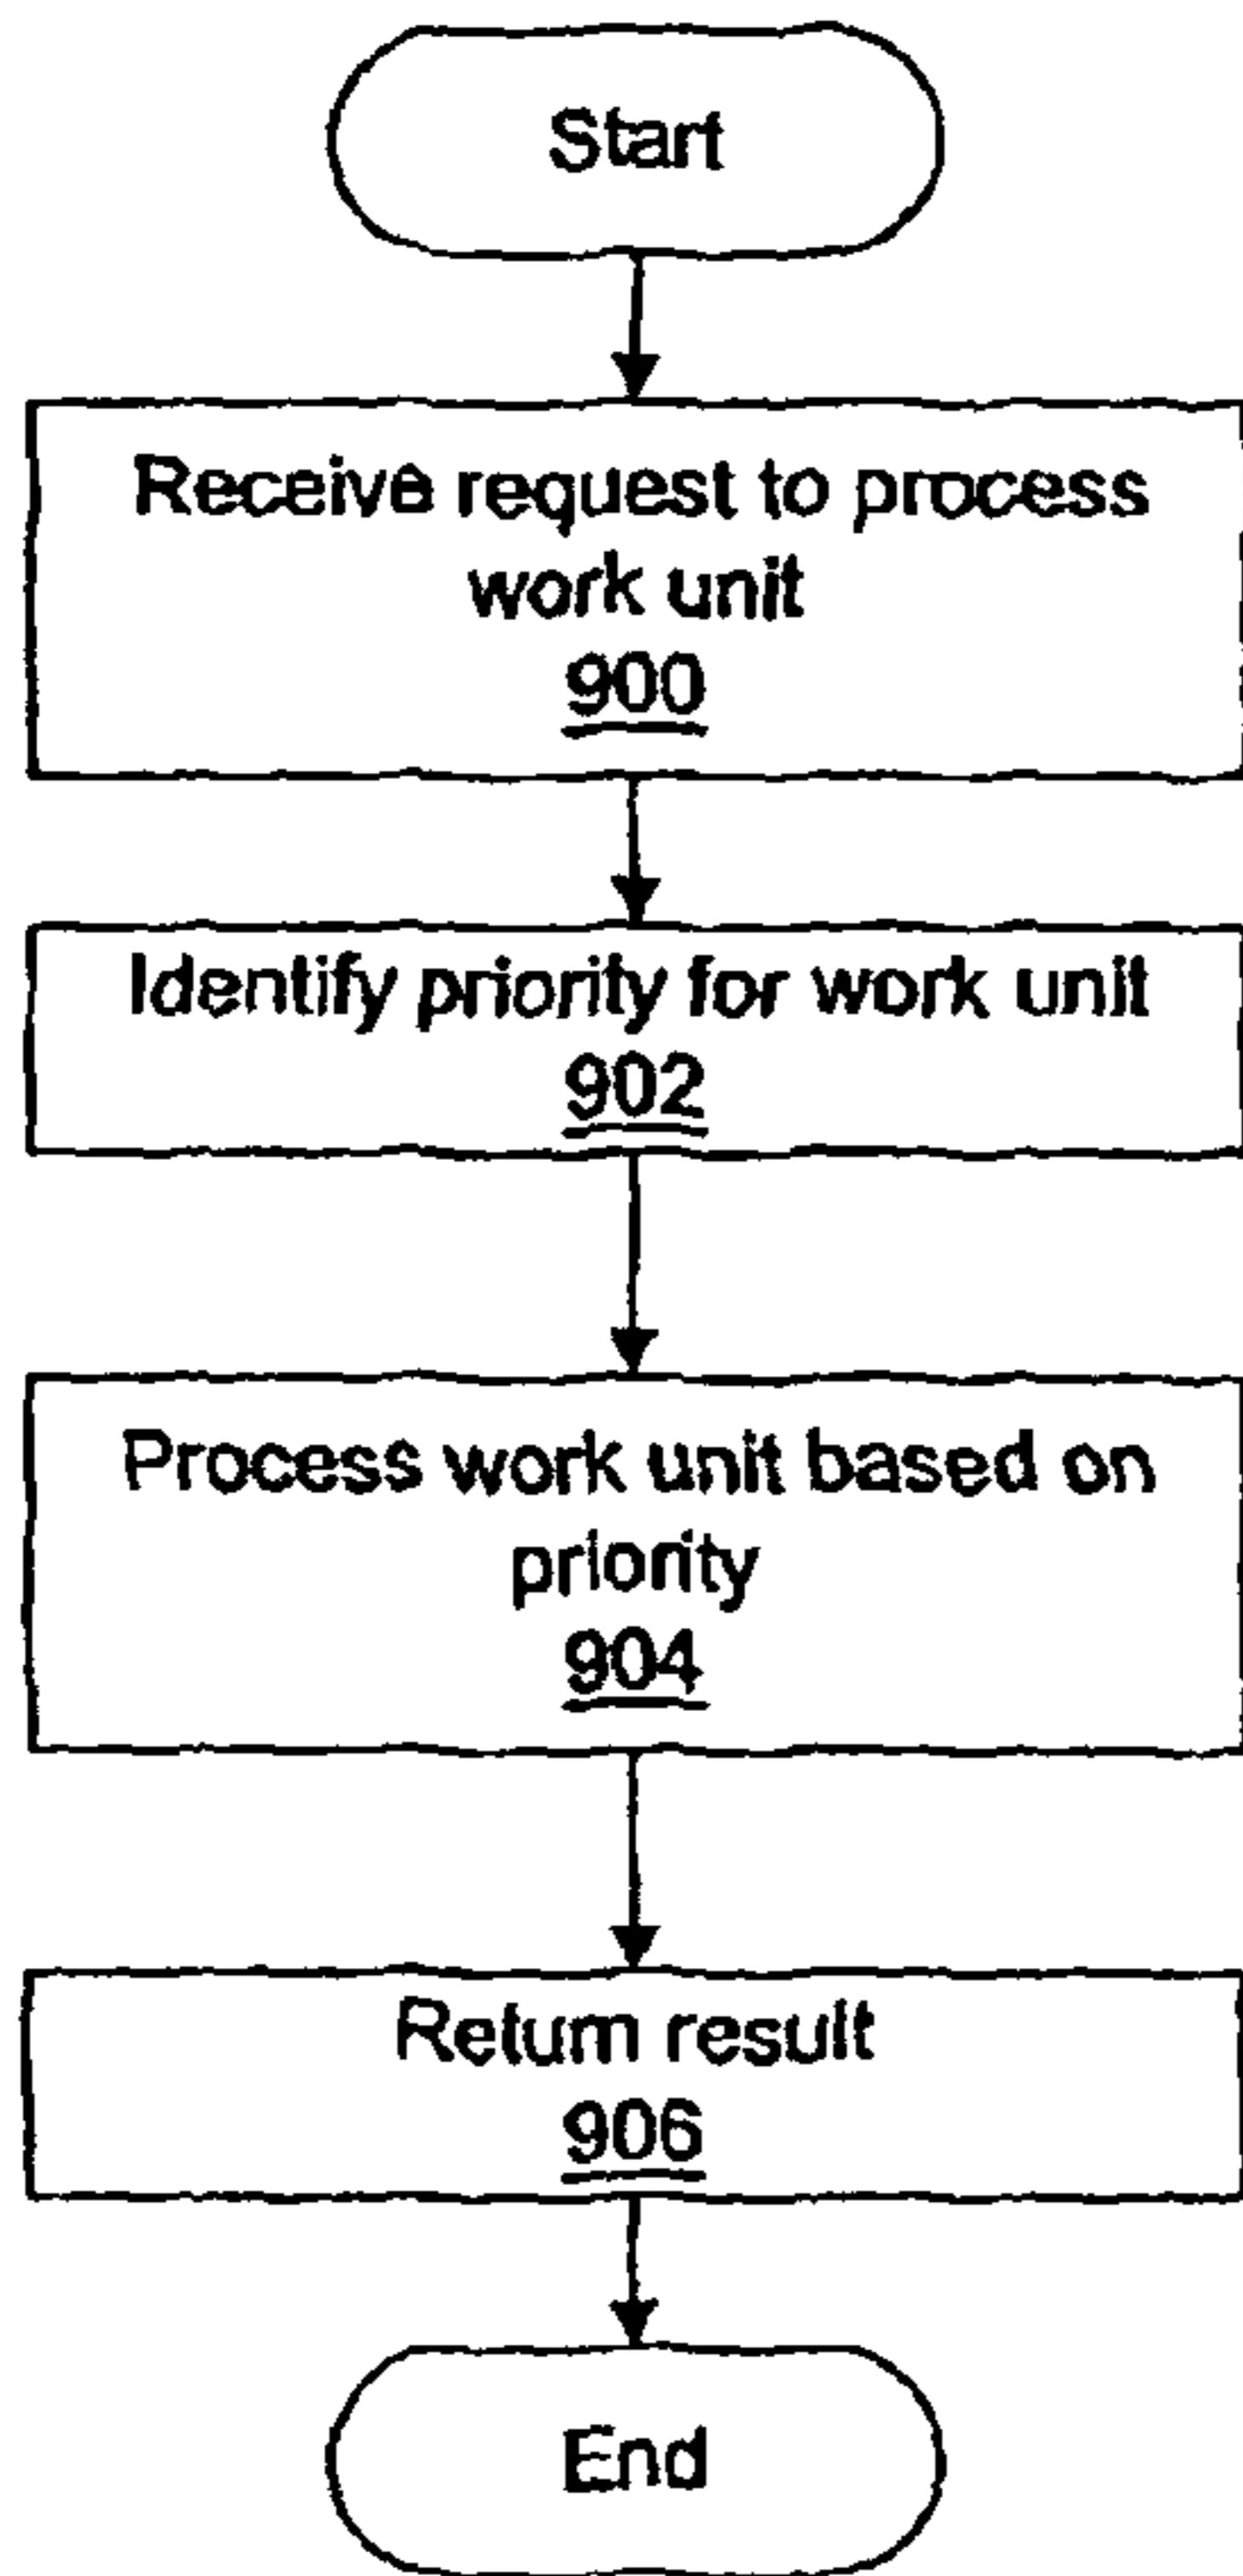 Start
Receive request to process
work unit
900
Identify priority for work unit
902
Process work unit based on
priority
904
Return result
906
End